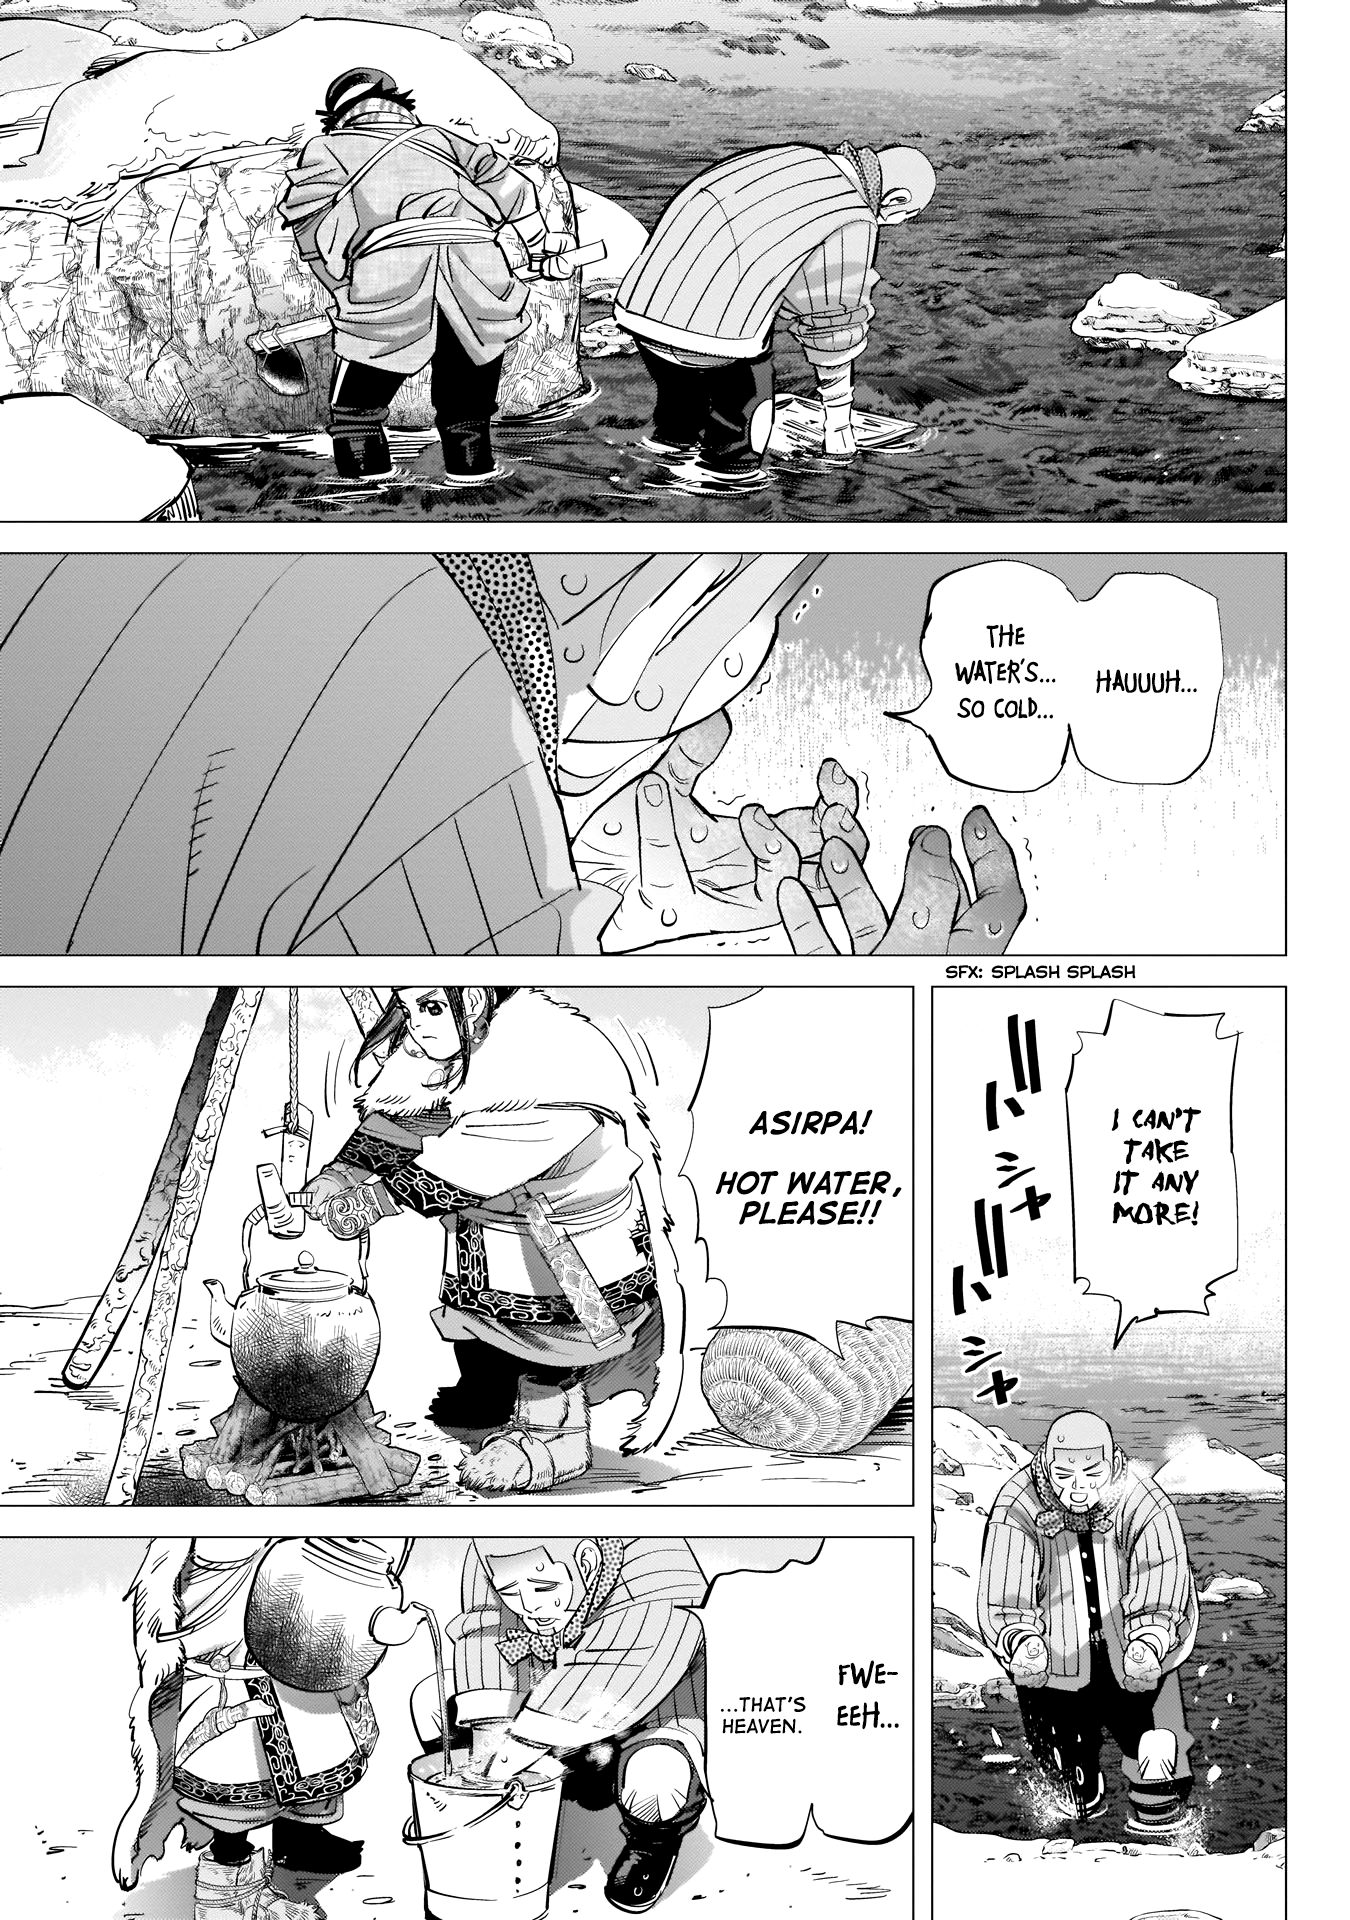 HAUUUH...
THE
WATER'S...
SO COLD...
SFX: SPLASH SPLASH
I CAN'T
TAKE
IT ANY
MORE!
バシャ
バシャ
ASIRPA!
HOT WATER,
PLEASE!!
FWE-
EEH...
...THAT'S
HEAVEN.